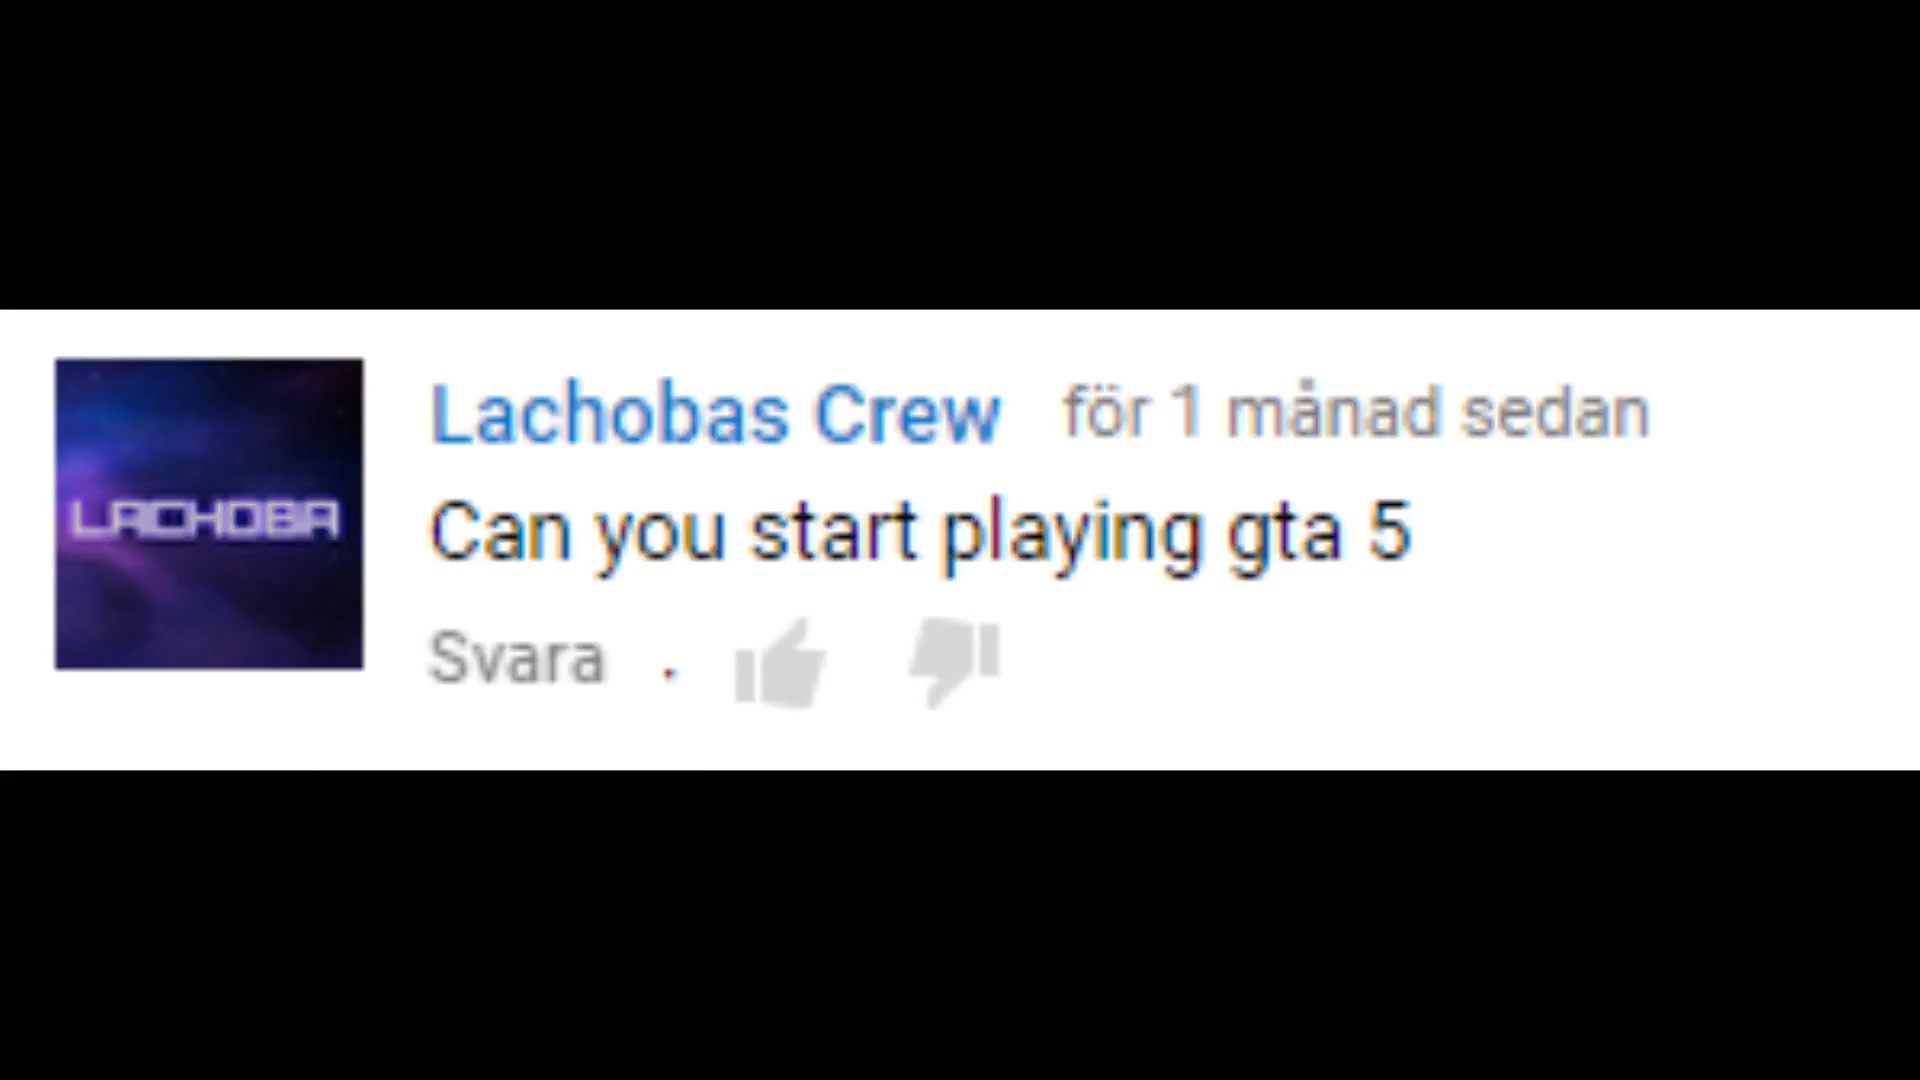 LACHOBA
Lachobas Crew för 1 månad sedan
Can you start playing gta 5
Svara .